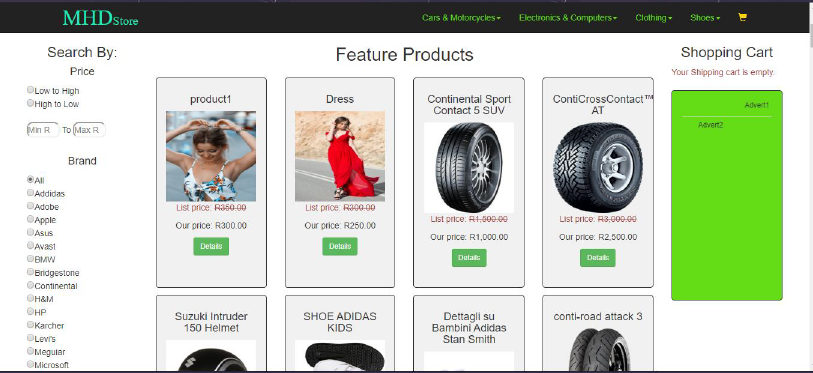 MHD Store
Cars & Motorcycles
Electronics & Computers
Clothing
Shoes
Search By:
Price
Low to High
High to Low
Min R To Max R
Brand
All
Addidas
Adobe
Apple
Asus
Avast
BMW
Bridgestone
Continental
H&M
HP
Karcher
Levi's
Meguiar
Microsoft
Feature Products
product1
List price: R350.00
Our price: R300.00
Details
Dress
List price: R300.00
Our price: R250.00
Details
Continental Sport
Contact 5 SUV
List price: R1,500.00
Our price: R1,000.00
Details
ContiCrossContact™
AT
List price: R3,000.00
Our price: R2,500.00
Details
Suzuki Intruder
150 Helmet
SHOE ADIDAS
KIDS
Dettagli su
Bambini Adidas
Stan Smith
conti-road attack 3
Shopping Cart
Your Shipping cart is empty.
Advert1
Advert2